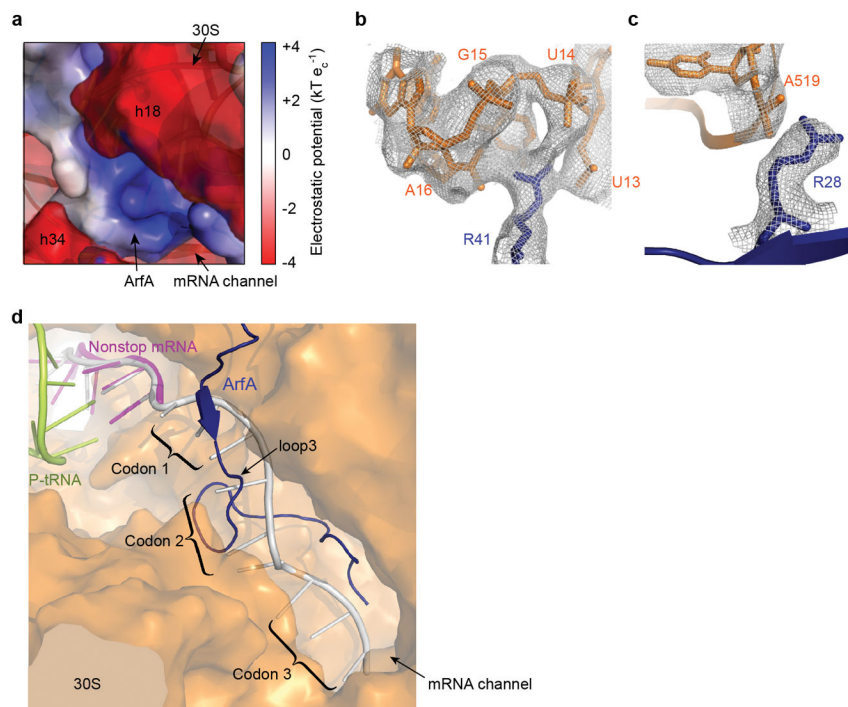 a
30S
h18
h34
ArfA
mRNA channel
+4
+2
0
-2
-4
Electrostatic potential (kT e꜀⁻¹)
b
G15
U14
A16
U13
R41
c
A519
R28
d
Nonstop mRNA
ArfA
P-tRNA
loop3
Codon 1
Codon 2
Codon 3
30S
mRNA channel